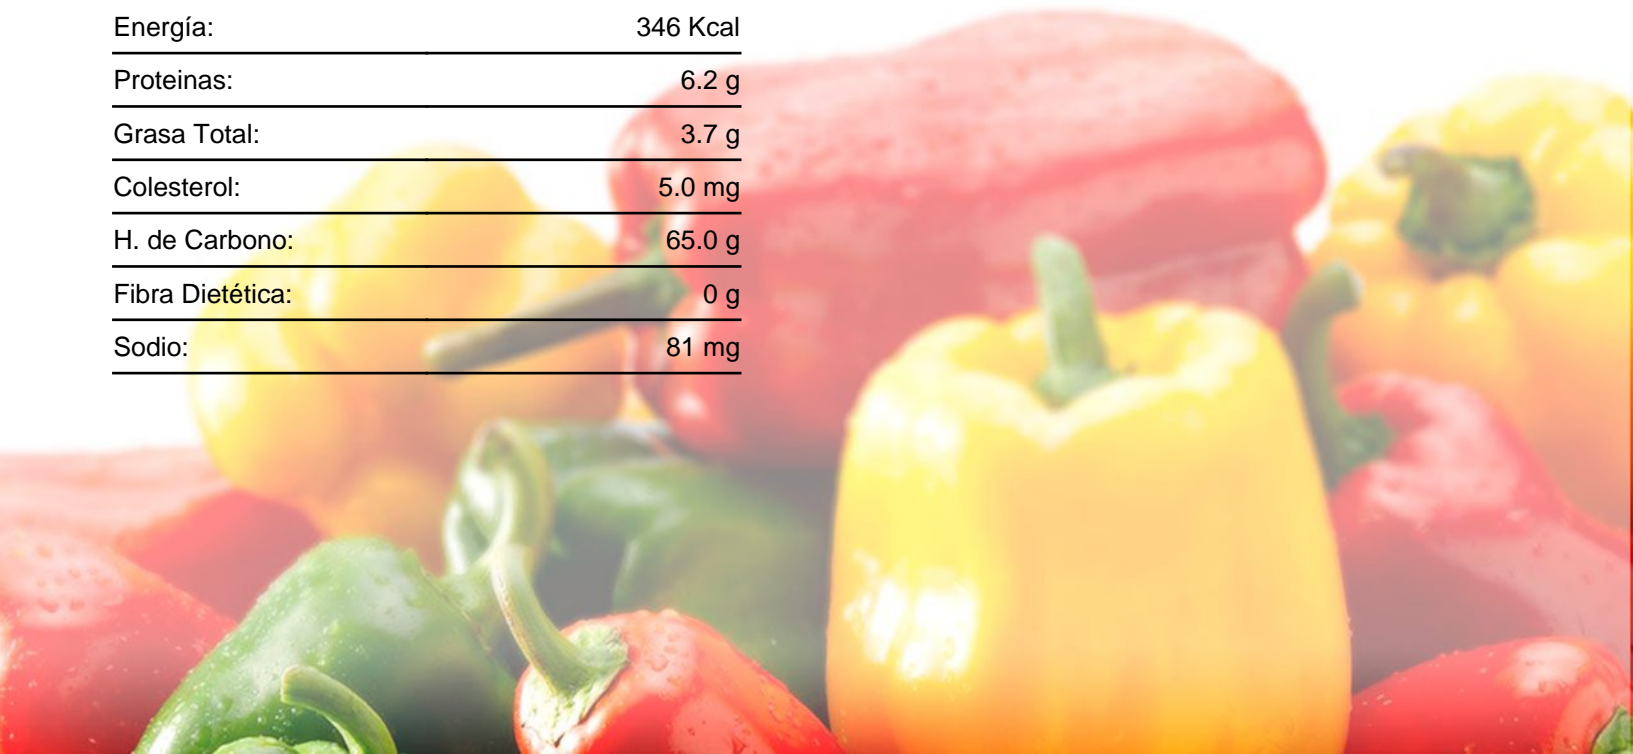 Energía: 346 Kcal
Proteinas: 6.2 g
Grasa Total: 3.7 g
Colesterol: 5.0 mg
H. de Carbono: 65.0 g
Fibra Dietética: 0 g
Sodio: 81 mg